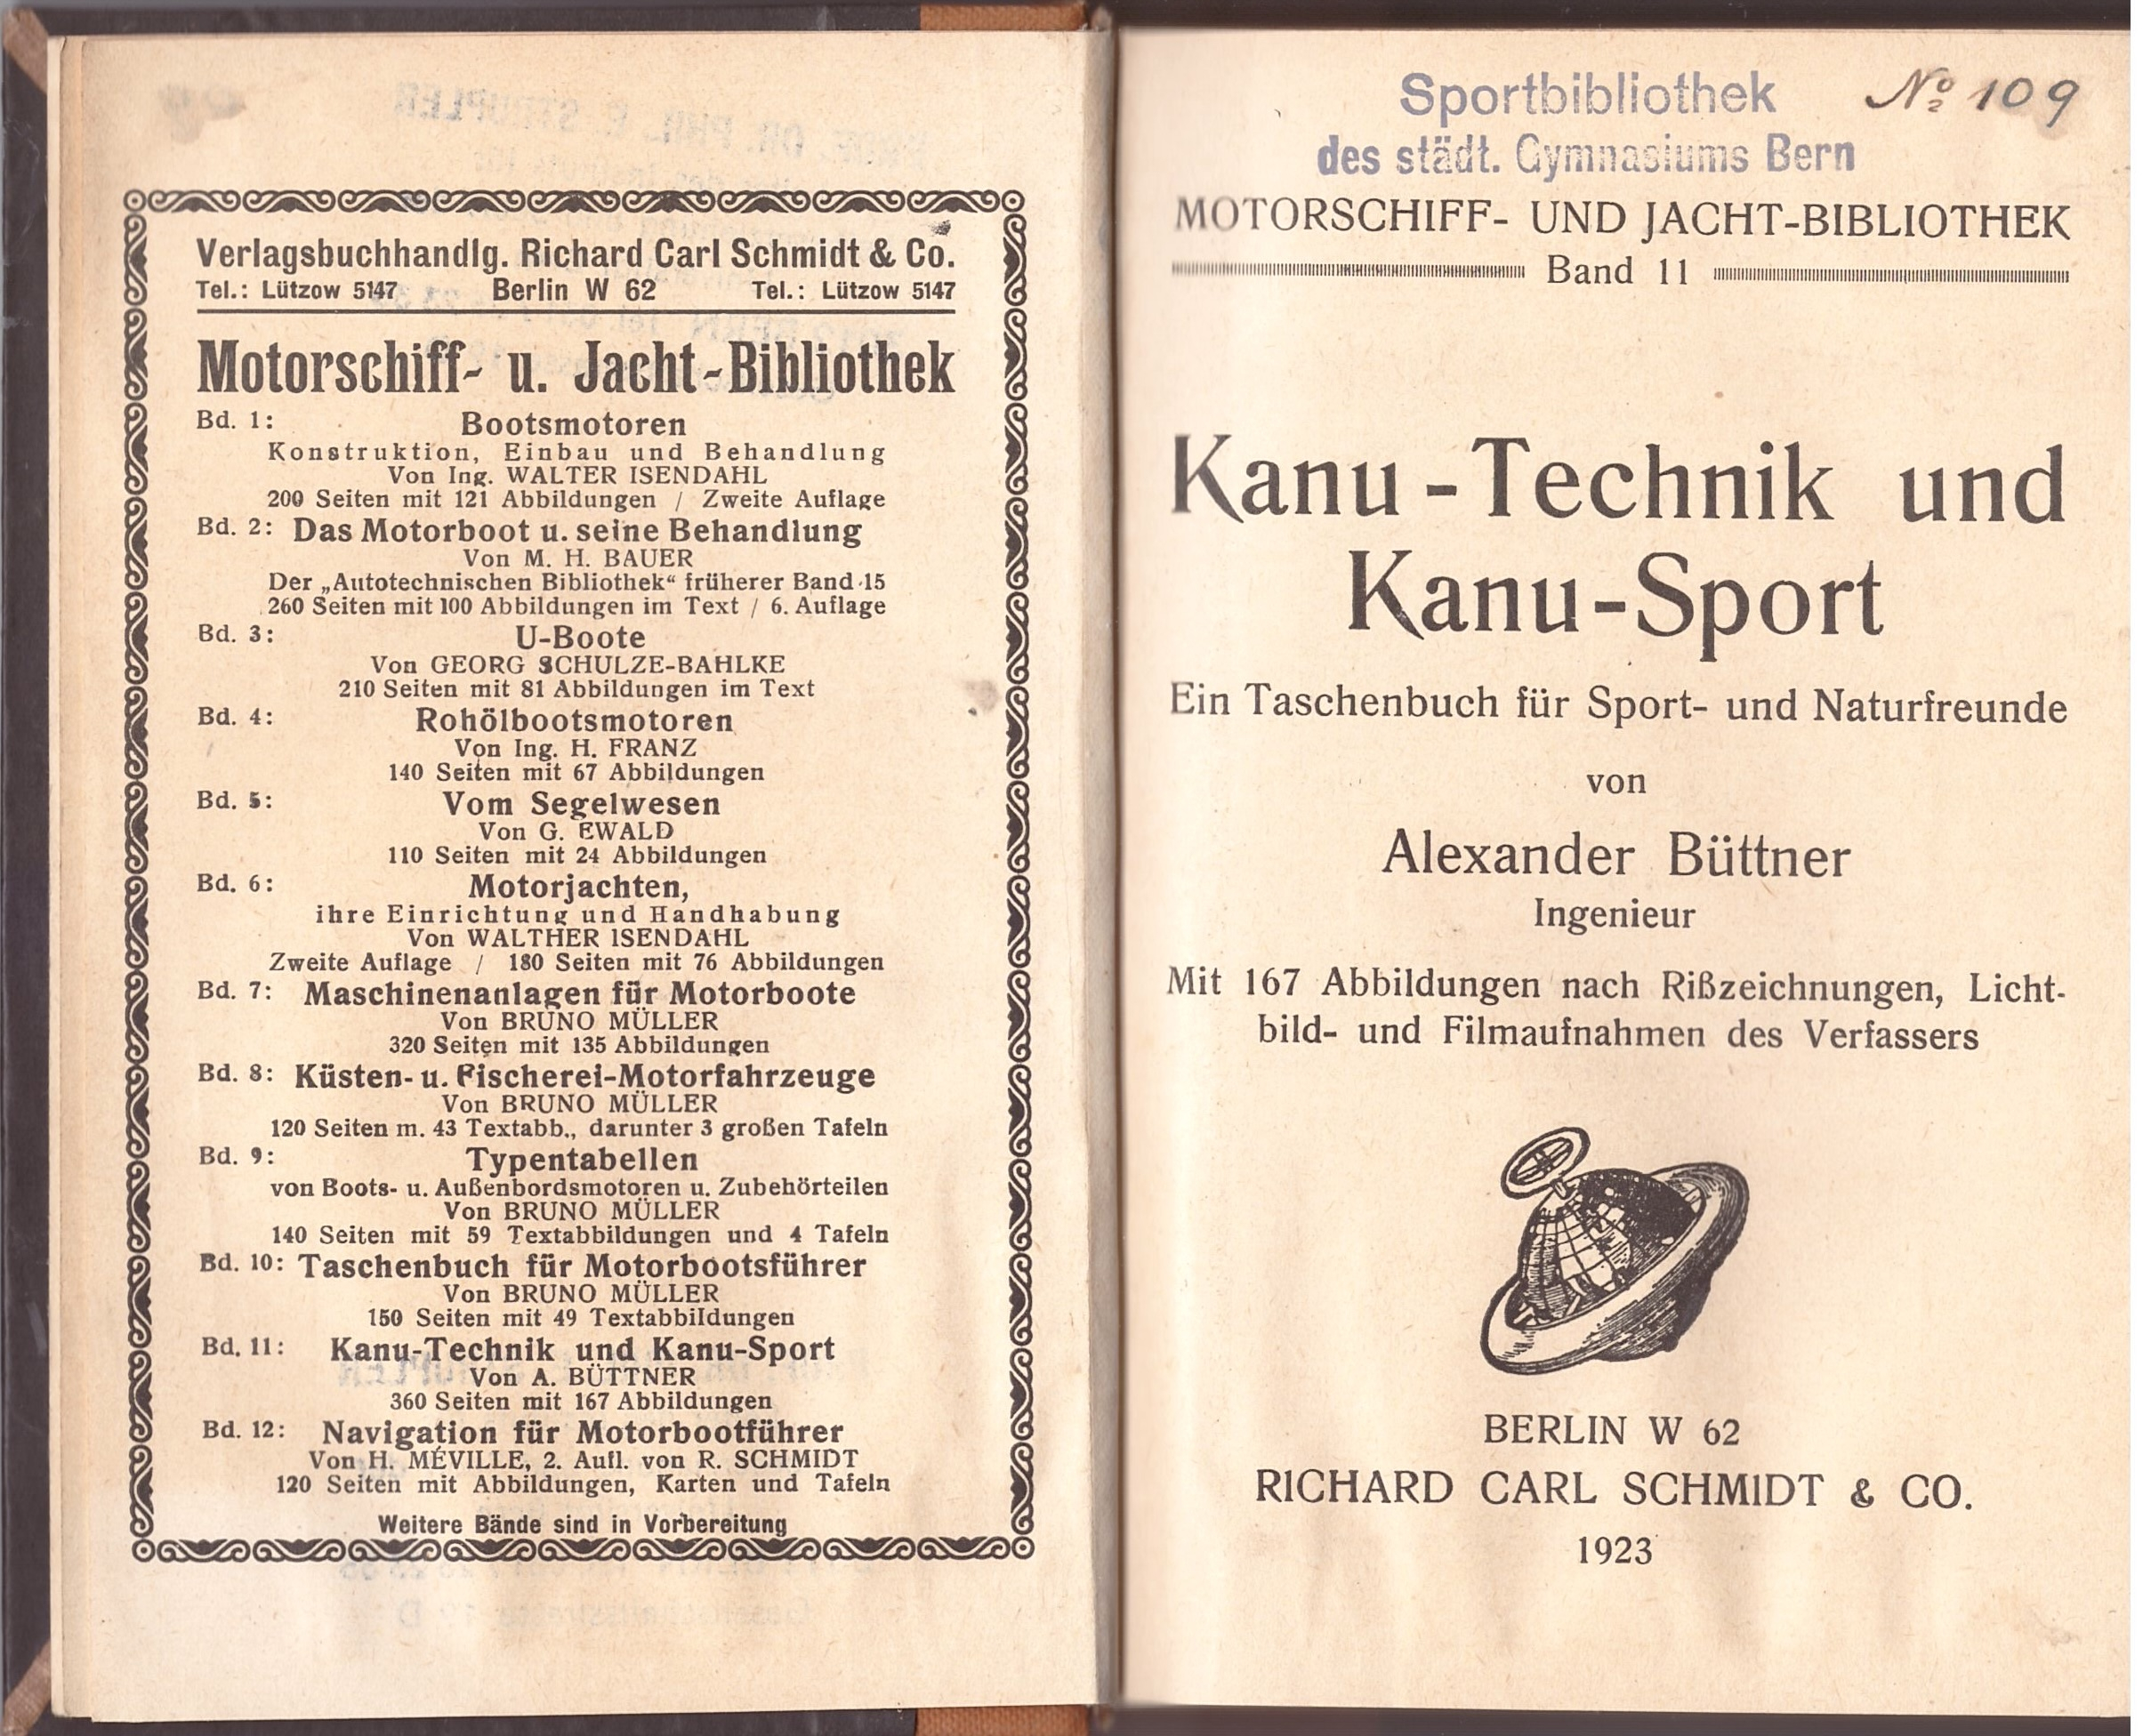 Verlagsbuchhandlg. Richard Carl Schmidt & Co.
Tel.: Lützow 5147 Berlin W 62 Tel.: Lützow 5147
Motorschiff- u. Jacht-Bibliothek
Bd. 1: Bootsmotoren
Konstruktion, Einbau und Behandlung
Von Ing. WALTER ISENDAHL
200 Seiten mit 121 Abbildungen / Zweite Auflage
Bd. 2: Das Motorboot u. seine Behandlung
Von M. H. BAUER
Der „Autotechnischen Bibliothek“ früherer Band 15
260 Seiten mit 100 Abbildungen im Text / 6. Auflage
Bd. 3: U-Boote
Von GEORG SCHULZE-BAHLKE
210 Seiten mit 81 Abbildungen im Text
Bd. 4: Rohölbootsmotoren
Von Ing. H. FRANZ
140 Seiten mit 67 Abbildungen
Bd. 5: Vom Segelwesen
Von G. EWALD
110 Seiten mit 24 Abbildungen
Bd. 6: Motorjachten,
ihre Einrichtung und Handhabung
Von WALTHER ISENDAHL
Zweite Auflage / 180 Seiten mit 76 Abbildungen
Bd. 7: Maschinenanlagen für Motorboote
Von BRUNO MÜLLER
320 Seiten mit 135 Abbildungen
Bd. 8: Küsten- u. Fischerei-Motorfahrzeuge
Von BRUNO MÜLLER
120 Seiten m. 43 Textabb., darunter 3 großen Tafeln
Bd. 9: Typentabellen
von Boots- u. Außenbordsmotoren u. Zubehörteilen
Von BRUNO MÜLLER
140 Seiten mit 59 Textabbildungen und 4 Tafeln
Bd. 10: Taschenbuch für Motorbootsführer
Von BRUNO MÜLLER
150 Seiten mit 49 Textabbildungen
Bd. 11: Kanu-Technik und Kanu-Sport
Von A. BÜTTNER
360 Seiten mit 167 Abbildungen
Bd. 12: Navigation für Motorbootführer
Von H. MÉVILLE, 2. Aufl. von R. SCHMIDT
120 Seiten mit Abbildungen, Karten und Tafeln
Weitere Bände sind in Vorbereitung
Sportbibliothek
des städt. Gymnasiums Bern
No 109
MOTORSCHIFF- UND JACHT-BIBLIOTHEK
Band 11
Kanu-Technik und
Kanu-Sport
Ein Taschenbuch für Sport- und Naturfreunde
von
Alexander Büttner
Ingenieur
Mit 167 Abbildungen nach Rißzeichnungen, Licht-
bild- und Filmaufnahmen des Verfassers
BERLIN W 62
RICHARD CARL SCHMIDT & CO.
1923